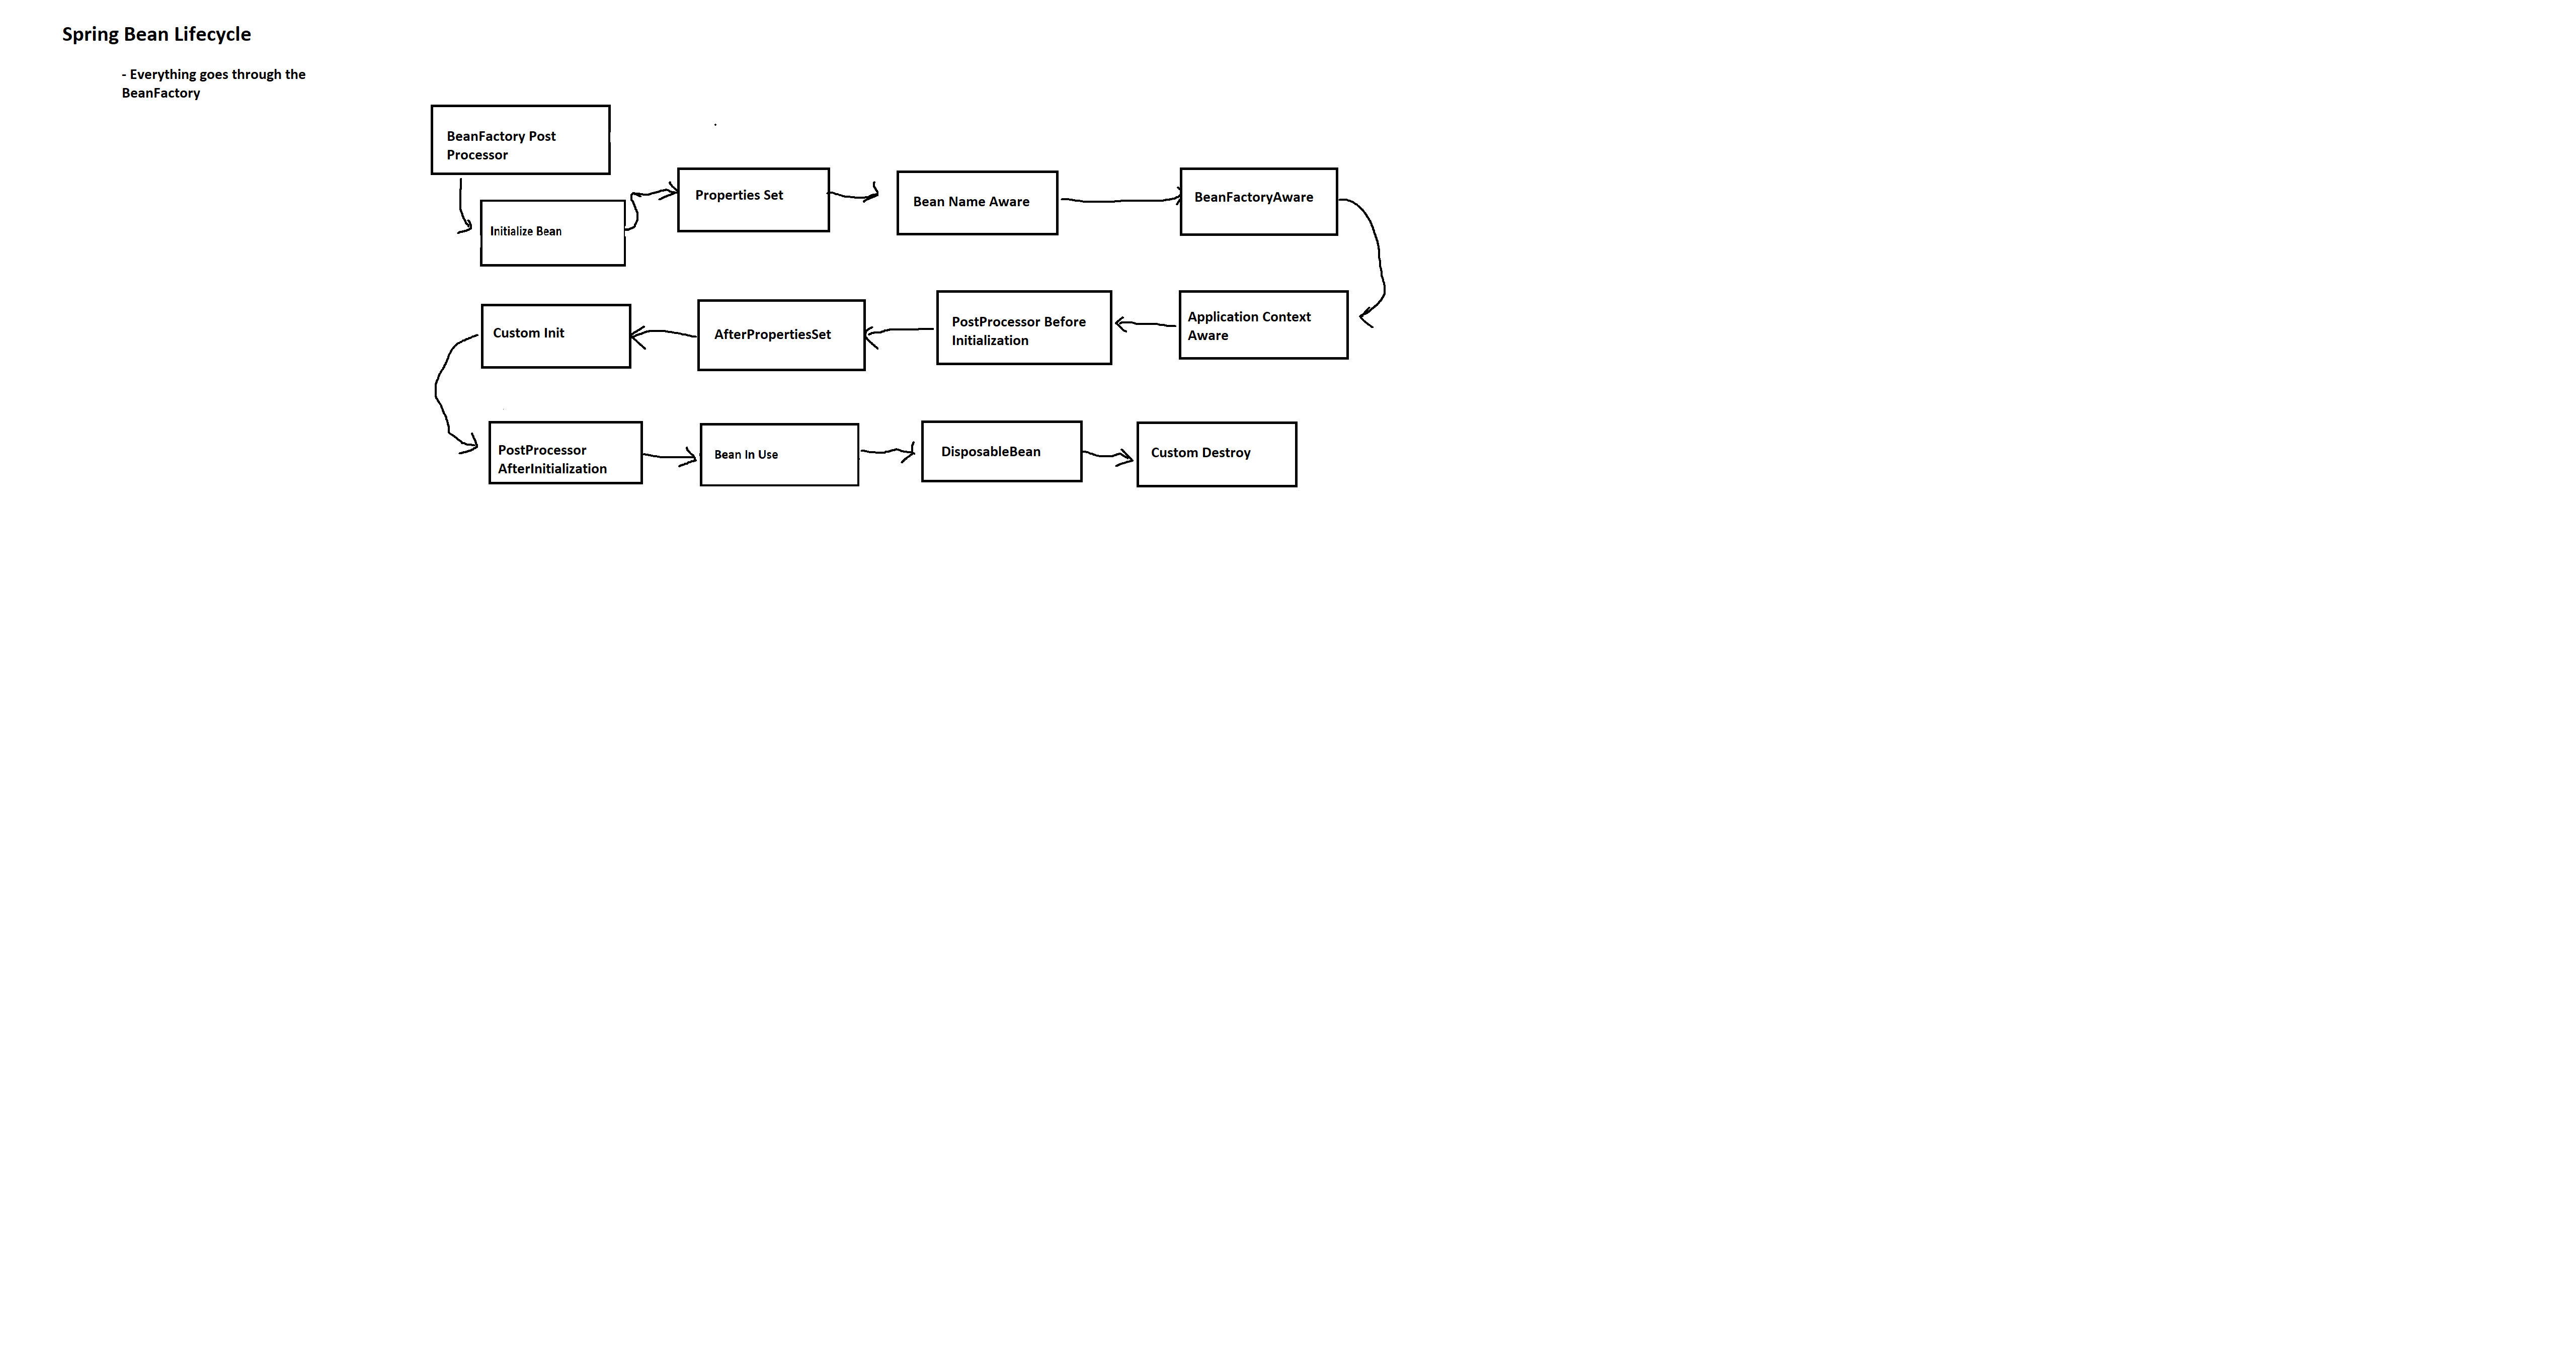 Spring Bean Lifecycle
- Everything goes through the
BeanFactory
BeanFactory Post
Processor
Initialize Bean
Properties Set
Bean Name Aware
BeanFactoryAware
Application Context
Aware
PostProcessor Before
Initialization
AfterPropertiesSet
Custom Init
PostProcessor
AfterInitialization
Bean In Use
DisposableBean
Custom Destroy